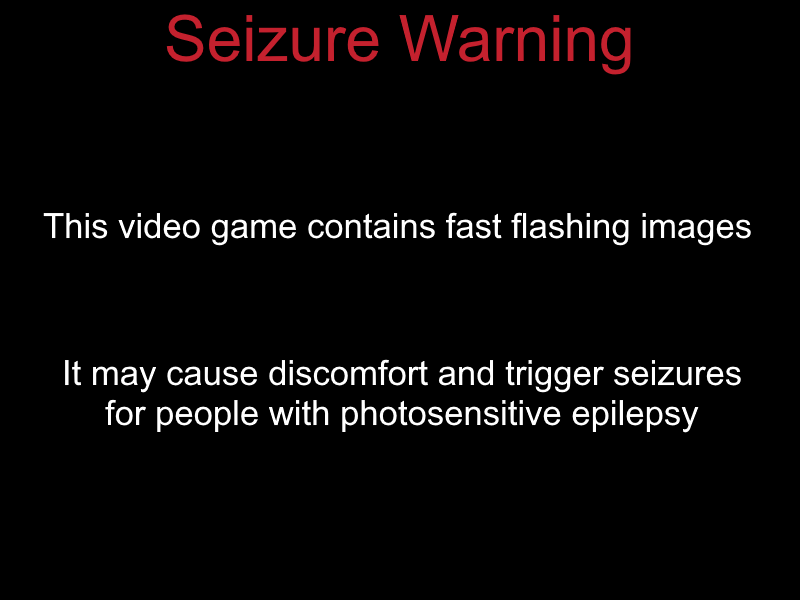 Seizure Warning
This video game contains fast flashing images
It may cause discomfort and trigger seizures
for people with photosensitive epilepsy